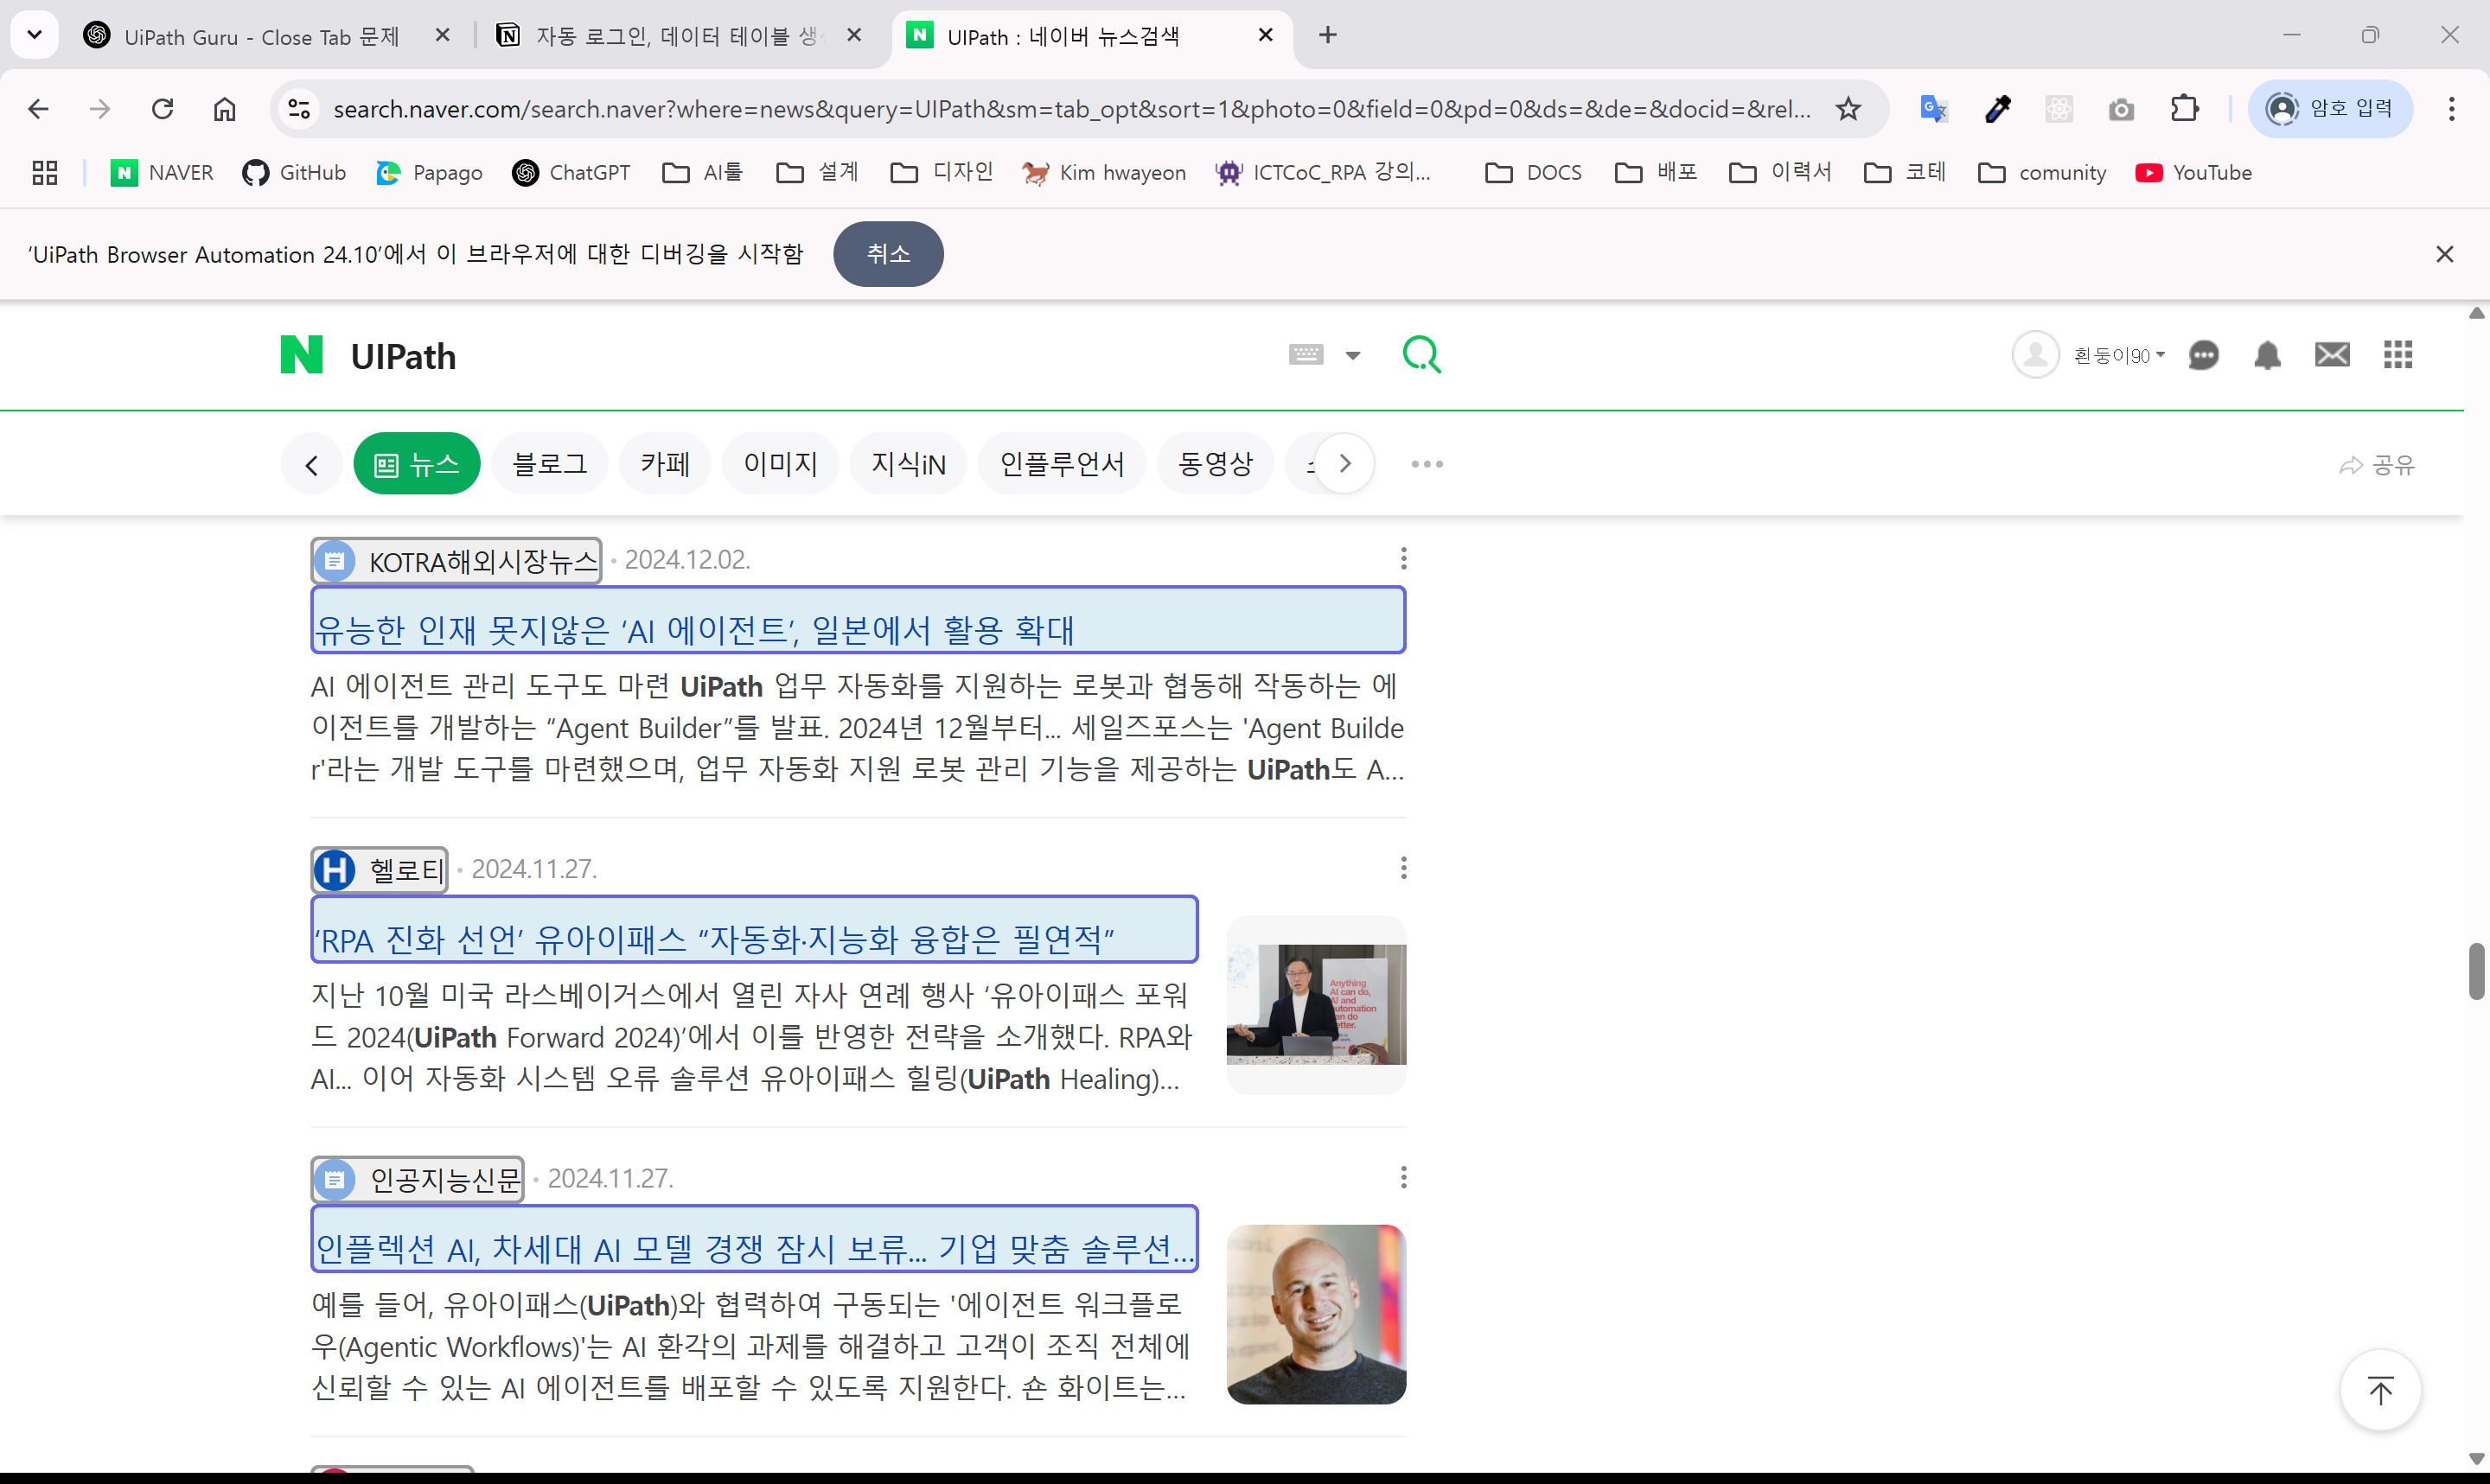 UiPath Guru - Close Tab 문제
자동 로그인, 데이터 테이블 생
UIPath : 네이버 뉴스검색
search.naver.com/search.naver?where=news&query=UIPath&sm=tab_opt&sort=1&photo=0&field=0&pd=0&ds=&de=&docid=&rel...
암호 입력
NAVER
GitHub
Papago
ChatGPT
AI툴
설계
디자인
Kim hwayeon
ICTCoC_RPA 강의...
DOCS
배포
이력서
코테
comunity
YouTube
‘UiPath Browser Automation 24.10’에서 이 브라우저에 대한 디버깅을 시작함
취소
UIPath
흰둥이90
뉴스
블로그
카페
이미지
지식iN
인플루언서
동영상
공유
KOTRA해외시장뉴스
2024.12.02.
유능한 인재 못지않은 ‘AI 에이전트’, 일본에서 활용 확대
AI 에이전트 관리 도구도 마련 UiPath 업무 자동화를 지원하는 로봇과 협동해 작동하는 에
이전트를 개발하는 “Agent Builder”를 발표. 2024년 12월부터... 세일즈포스는 'Agent Builde
r'라는 개발 도구를 마련했으며, 업무 자동화 지원 로봇 관리 기능을 제공하는 UiPath도 A...
헬로티
2024.11.27.
‘RPA 진화 선언’ 유아이패스 “자동화·지능화 융합은 필연적”
지난 10월 미국 라스베이거스에서 열린 자사 연례 행사 ‘유아이패스 포워
드 2024(UiPath Forward 2024)’에서 이를 반영한 전략을 소개했다. RPA와
AI... 이어 자동화 시스템 오류 솔루션 유아이패스 힐링(UiPath Healing)...
Anything
AI can do,
AI and
can do
인공지능신문
2024.11.27.
인플렉션 AI, 차세대 AI 모델 경쟁 잠시 보류... 기업 맞춤 솔루션...
예를 들어, 유아이패스(UiPath)와 협력하여 구동되는 '에이전트 워크플로
우(Agentic Workflows)'는 AI 환각의 과제를 해결하고 고객이 조직 전체에
신뢰할 수 있는 AI 에이전트를 배포할 수 있도록 지원한다. 숀 화이트는...